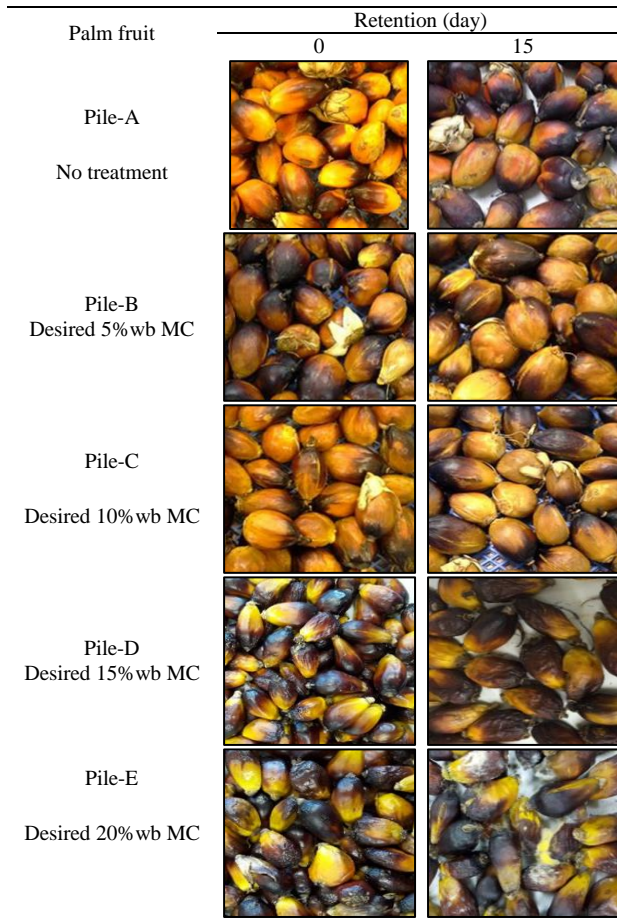 Palm fruit
Retention (day)
0
15
Pile-A
No treatment
Pile-B
Desired 5%wb MC
Pile-C
Desired 10%wb MC
Pile-D
Desired 15%wb MC
Pile-E
Desired 20%wb MC